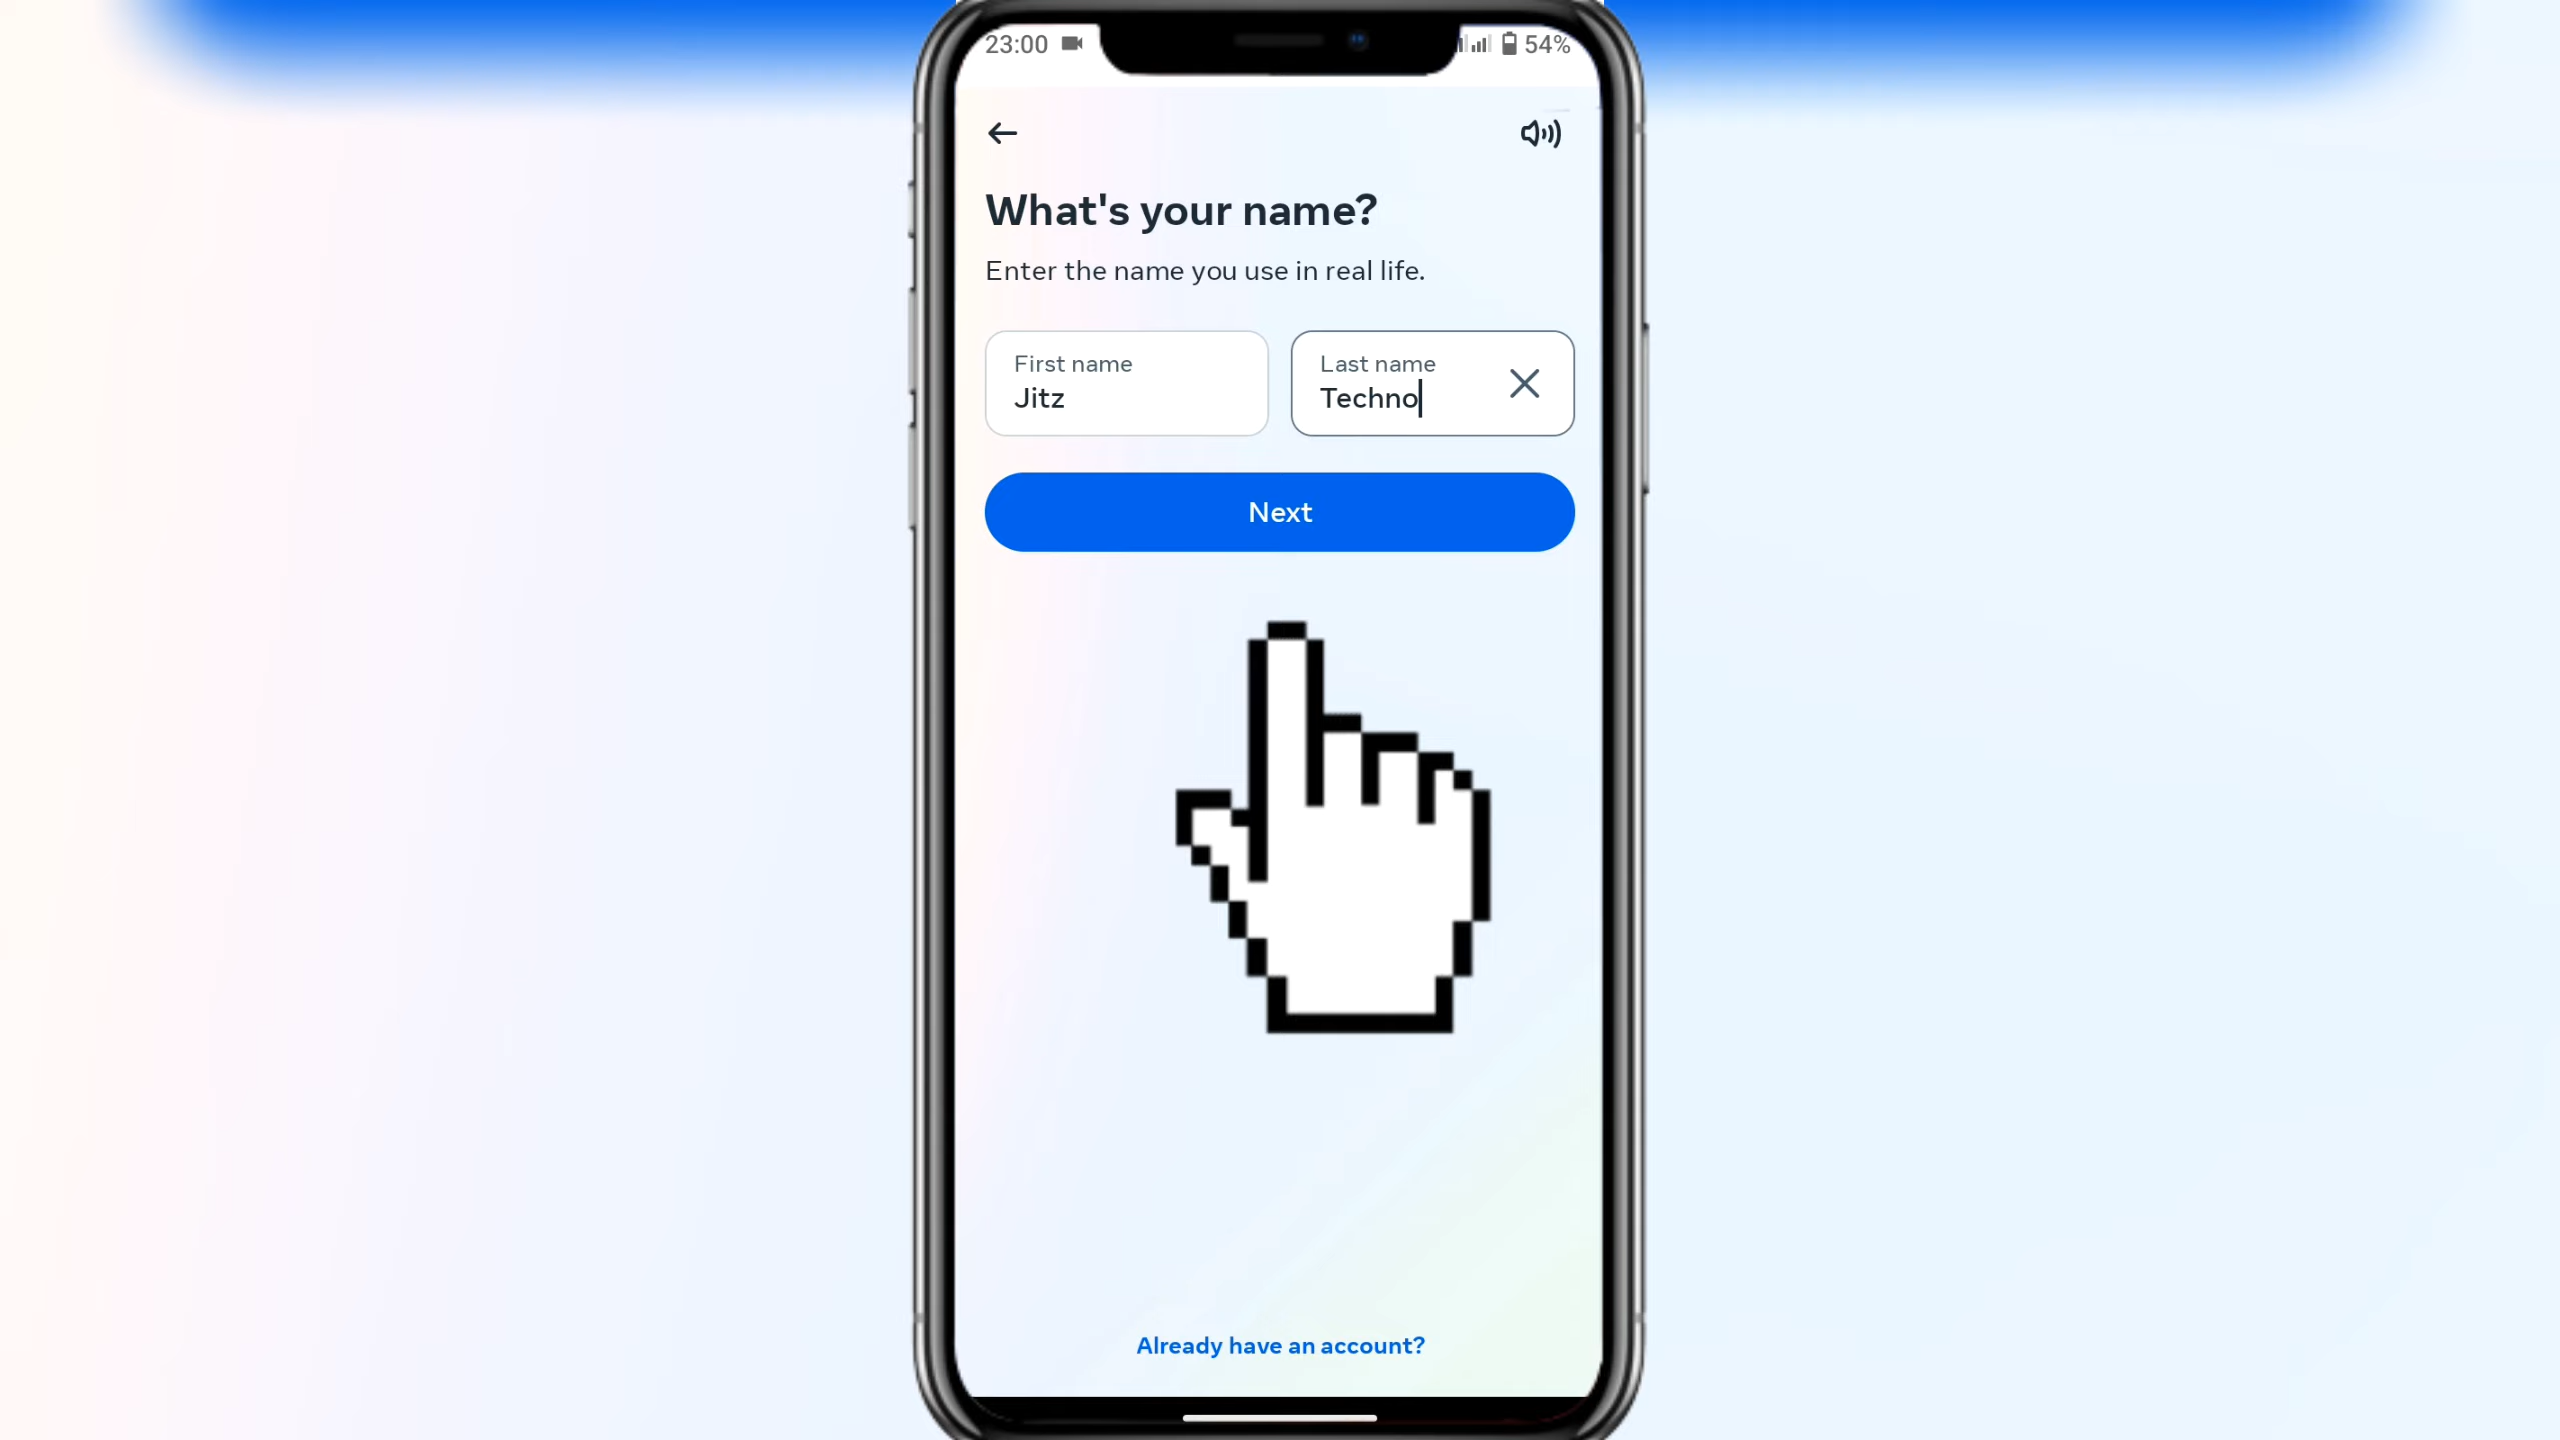 23:00 54%
What's your name?
Enter the name you use in real life.
First name Last name
Jitz Techno
Next
Already have an account?